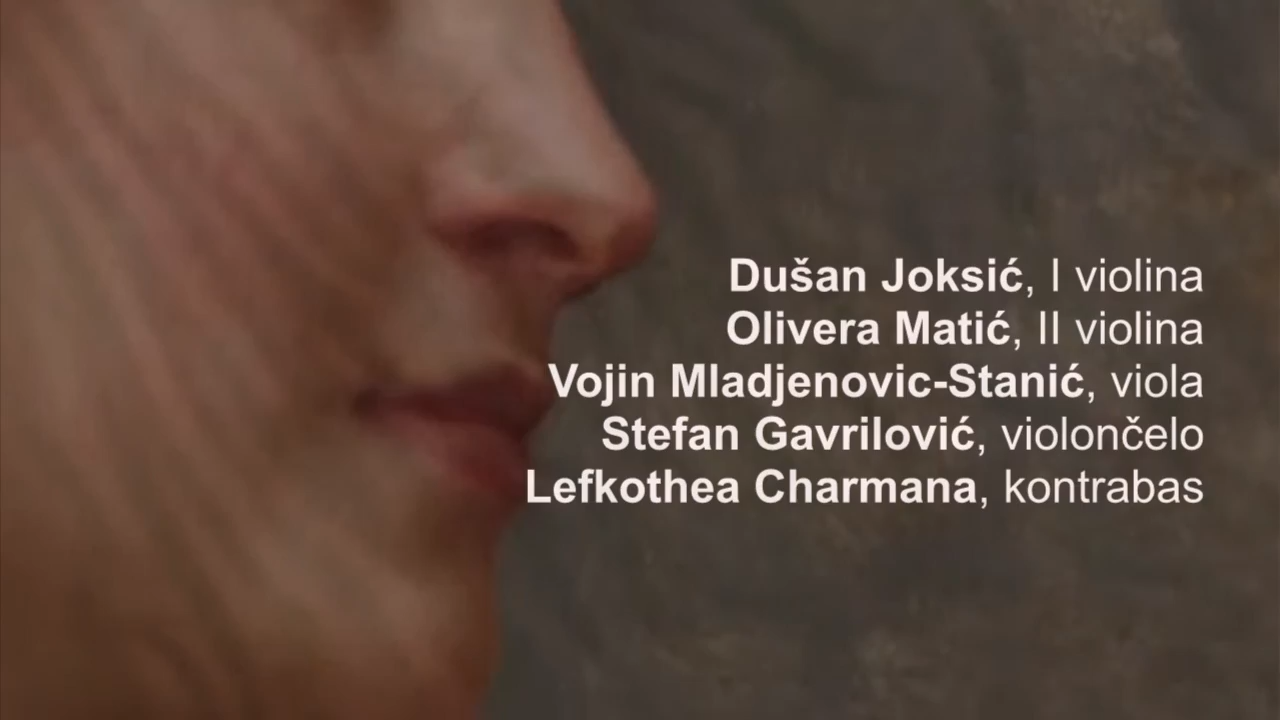 Dušan Joksić, I violina
Olivera Matić, II violina
Vojin Mladjenovic-Stanić, viola
Stefan Gavrilović, violončelo
Lefkothea Charmana, kontrabas